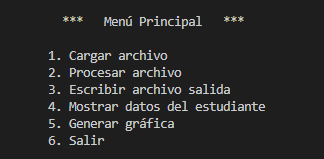 *** Menú Principal ***
1. Cargar archivo
2. Procesar archivo
3. Escribir archivo salida
4. Mostrar datos del estudiante
5. Generar gráfica
6. Salir